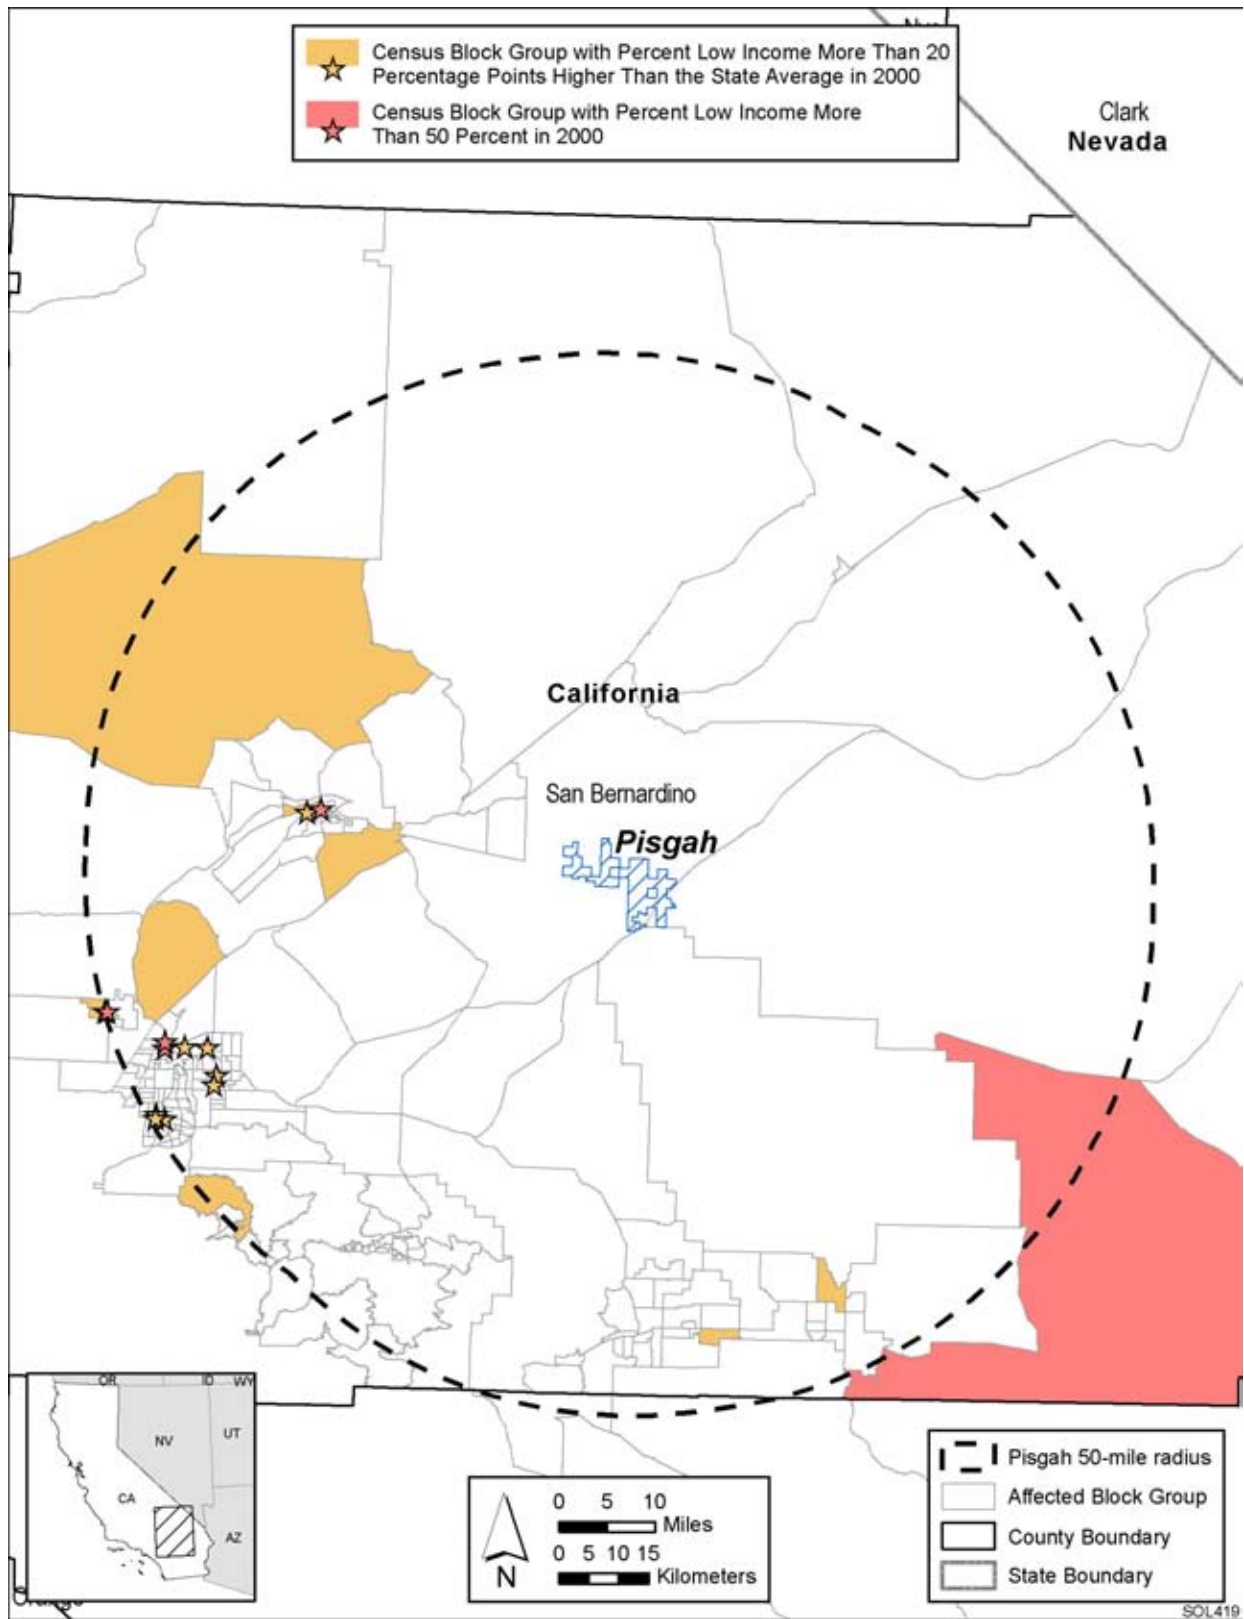 Census Block Group with Percent Low Income More Than 20
Percentage Points Higher Than the State Average in 2000
Census Block Group with Percent Low Income More
Than 50 Percent in 2000
Clark
Nevada
California
San Bernardino
Pisgah
OR
ID
WY
NV
UT
CA
AZ
0 5 10
Miles
0 5 10 15
Kilometers
N
Pisgah 50-mile radius
Affected Block Group
County Boundary
State Boundary
SOL419